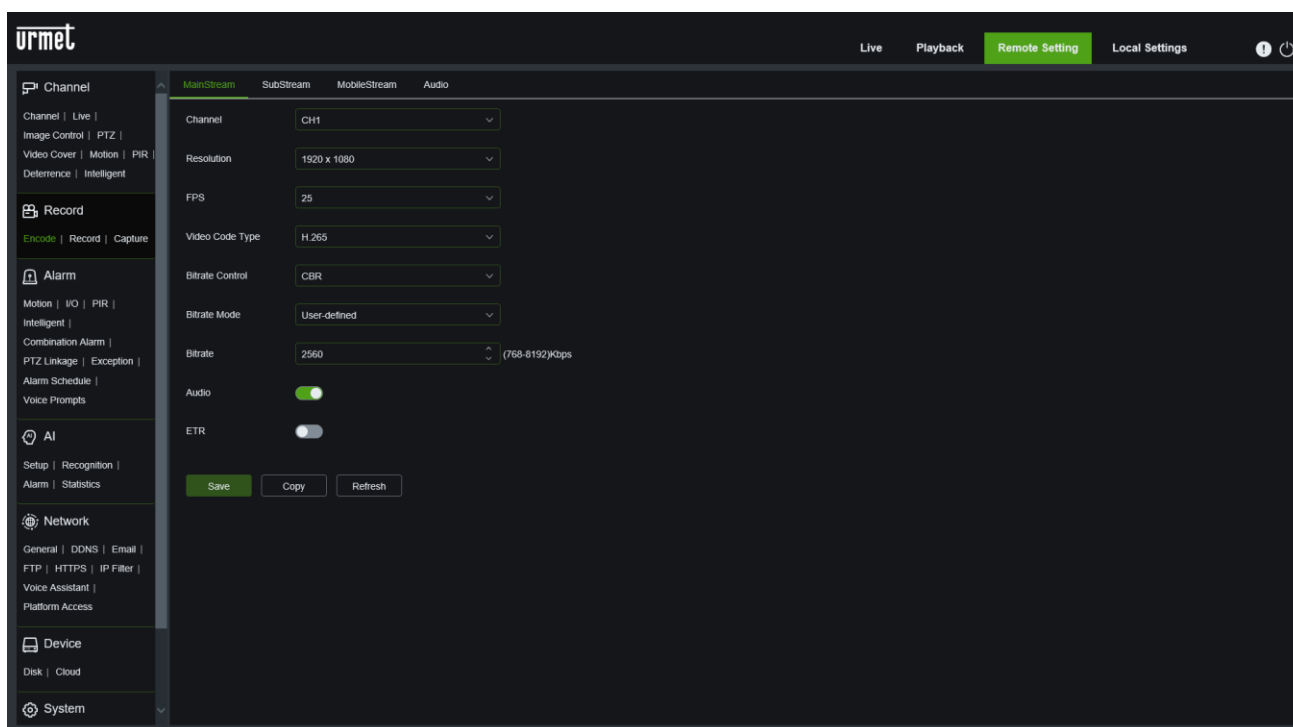 urmet
Live Playback Remote Setting Local Settings
Channel
Channel | Live |
Image Control | PTZ |
Video Cover | Motion | PIR |
Deterrence | Intelligent
Record
Encode | Record | Capture
Alarm
Motion | I/O | PIR |
Intelligent |
Combination Alarm |
PTZ Linkage | Exception |
Alarm Schedule |
Voice Prompts
AI
Setup | Recognition |
Alarm | Statistics
Network
General | DDNS | Email |
FTP | HTTPS | IP Filter |
Voice Assistant |
Platform Access
Device
Disk | Cloud
System
MainStream SubStream MobileStream Audio
Channel CH1
Resolution 1920 x 1080
FPS 25
Video Code Type H.265
Bitrate Control CBR
Bitrate Mode User-defined
Bitrate 2560 (768-8192)Kbps
Audio
ETR
Save Copy Refresh